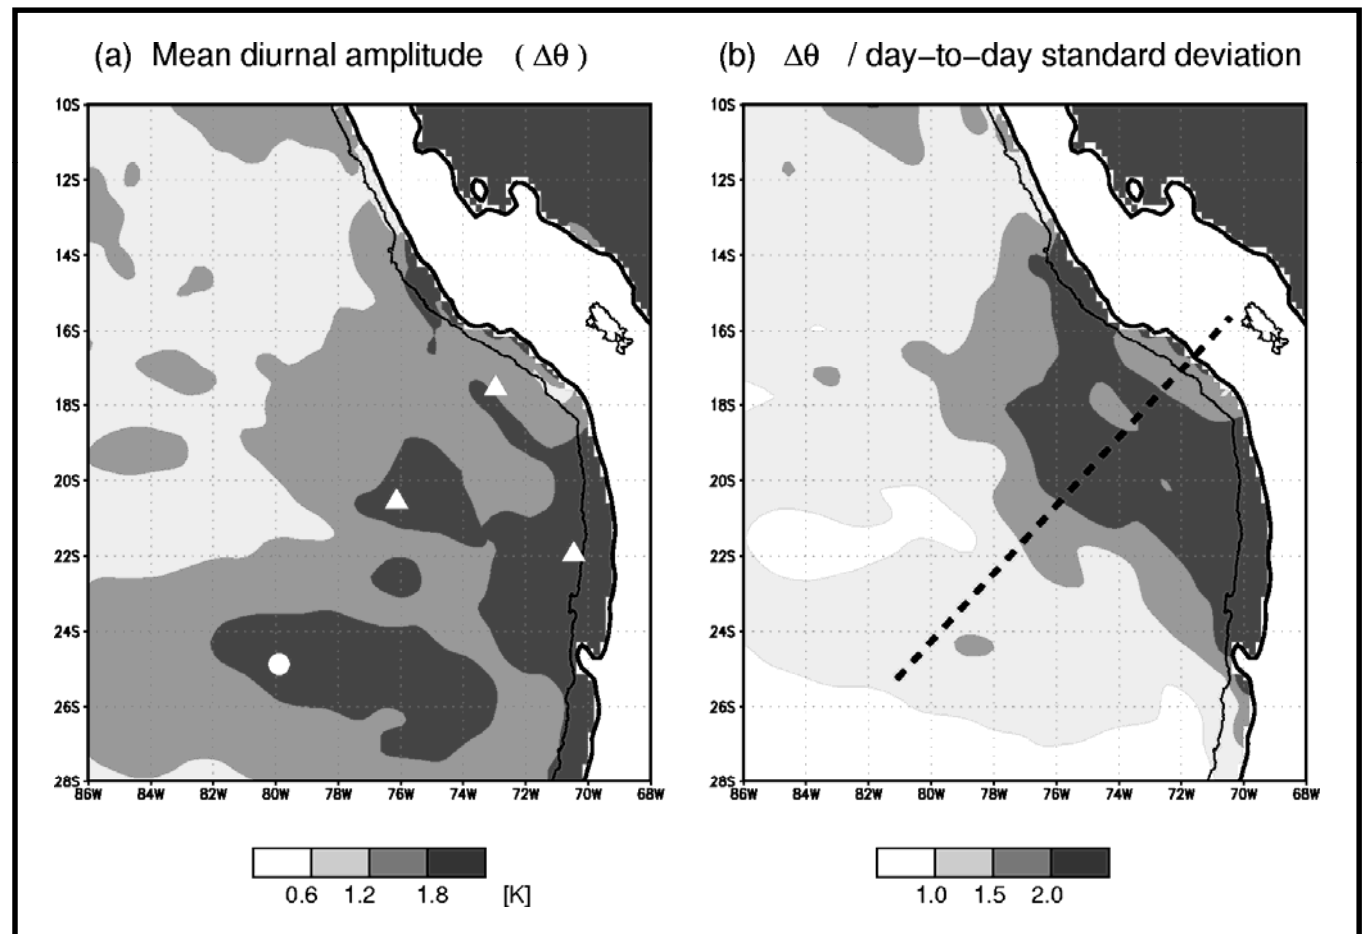 (a) Mean diurnal amplitude (Δθ)
(b) Δθ / day−to−day standard deviation
10S
12S
14S
16S
18S
20S
22S
24S
26S
28S
86W 84W 82W 80W 78W 76W 74W 72W 70W 68W
0.6 1.2 1.8 [K]
10S
12S
14S
16S
18S
20S
22S
24S
26S
28S
86W 84W 82W 80W 78W 76W 74W 72W 70W 68W
1.0 1.5 2.0